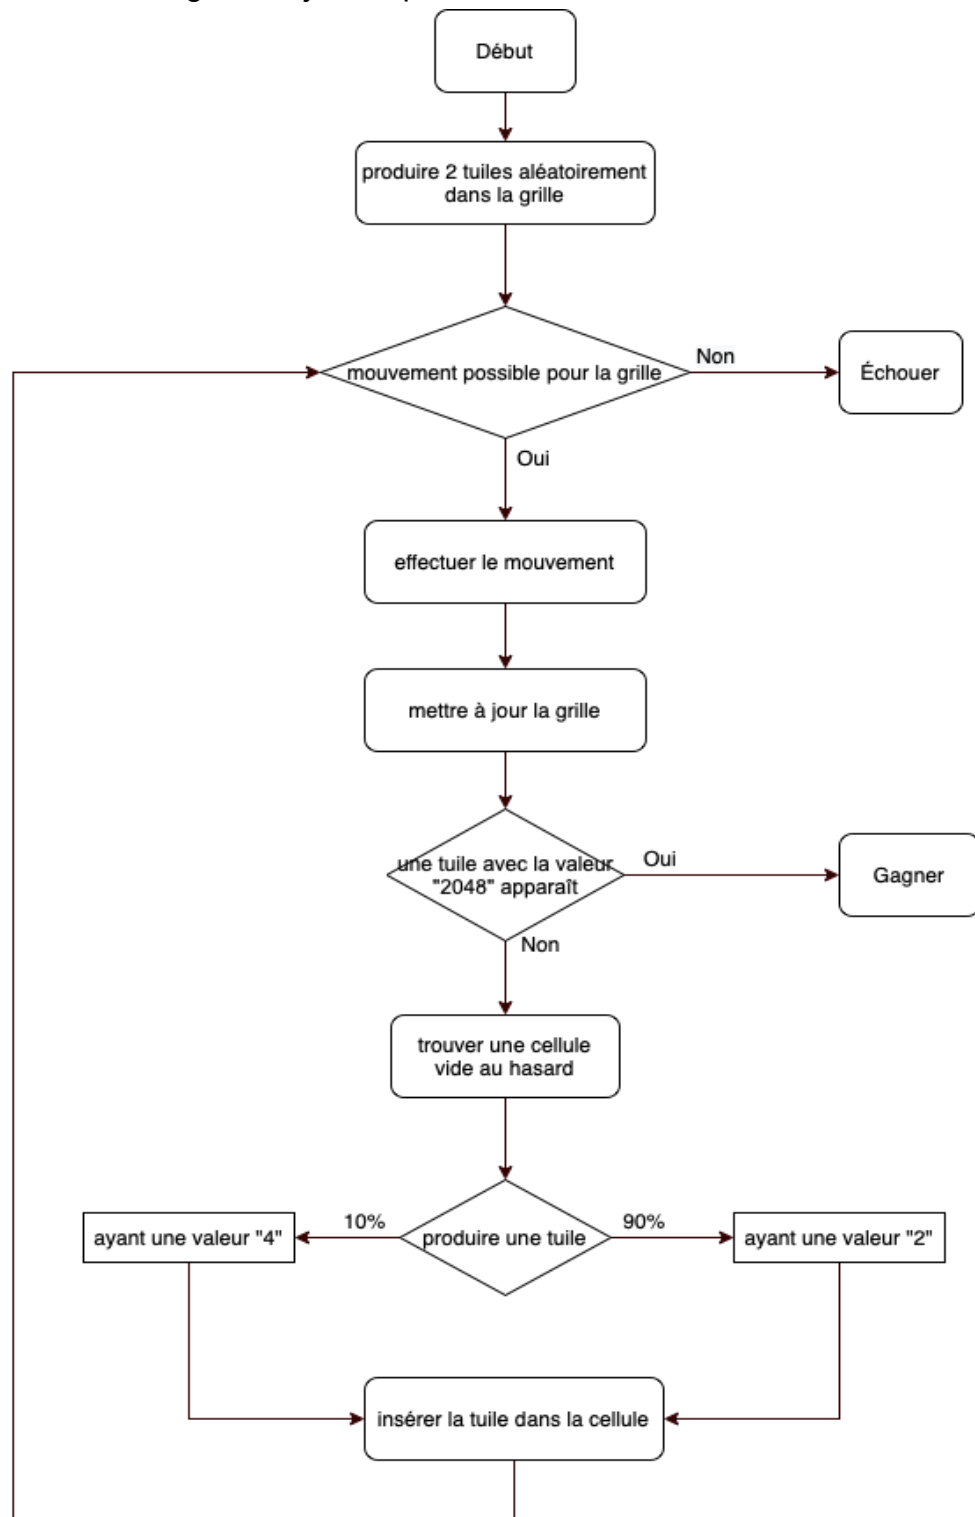 Début
produire 2 tuiles aléatoirement
dans la grille
mouvement possible pour la grille
Non
Échouer
Oui
effectuer le mouvement
mettre à jour la grille
une tuile avec la valeur
"2048" apparaît
Oui
Gagner
Non
trouver une cellule
vide au hasard
10%
90%
ayant une valeur "4"
produire une tuile
ayant une valeur "2"
insérer la tuile dans la cellule